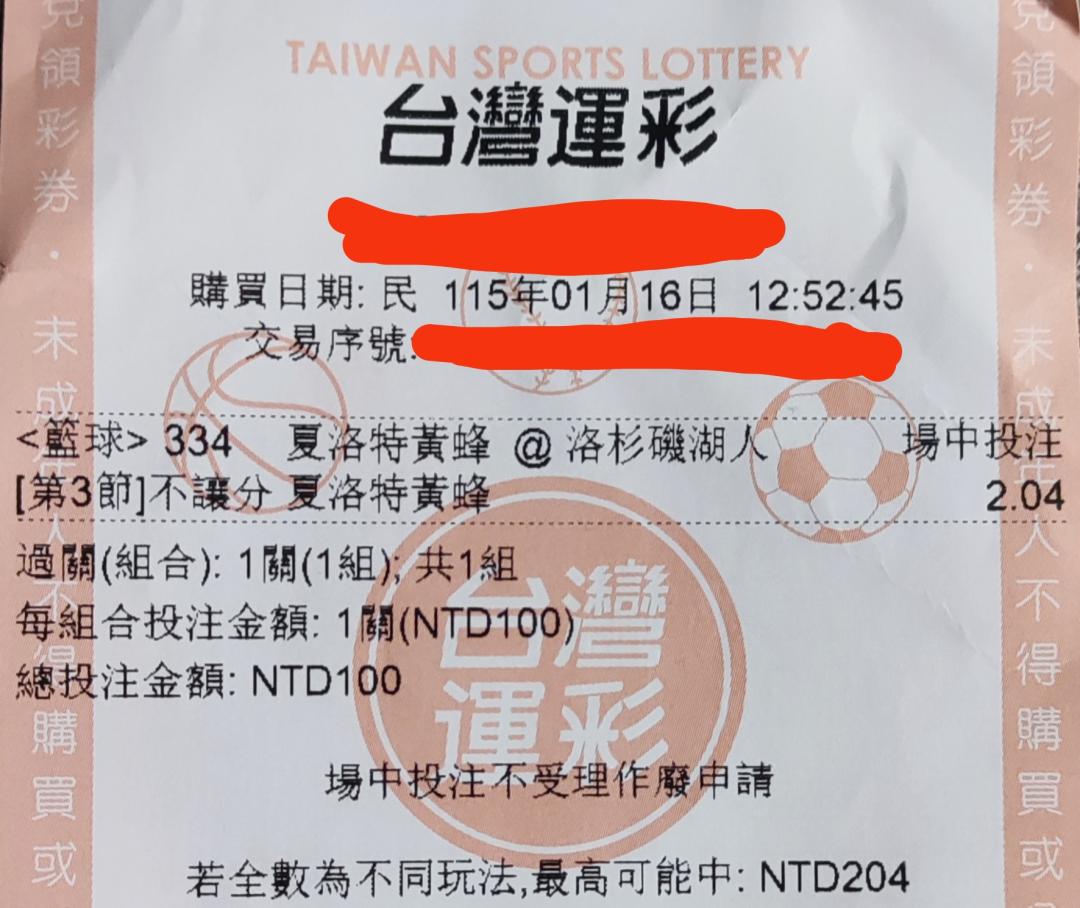 TAIWAN SPORTS LOTTERY
台灣運彩
購買日期: 民 115年01月16日 12:52:45
交易序號:
<籃球> 334 夏洛特黃蜂 @ 洛杉磯湖人 場中投注
[第3節]不讓分 夏洛特黃蜂 2.04
過關(組合): 1關(1組); 共1組
每組合投注金額: 1關(NTD100)
總投注金額: NTD100
台灣
運彩
場中投注不受理作廢申請
若全數為不同玩法,最高可能中: NTD204
兌領彩券・未成年人不得購買或
兌領彩券・未成年人不得購買或